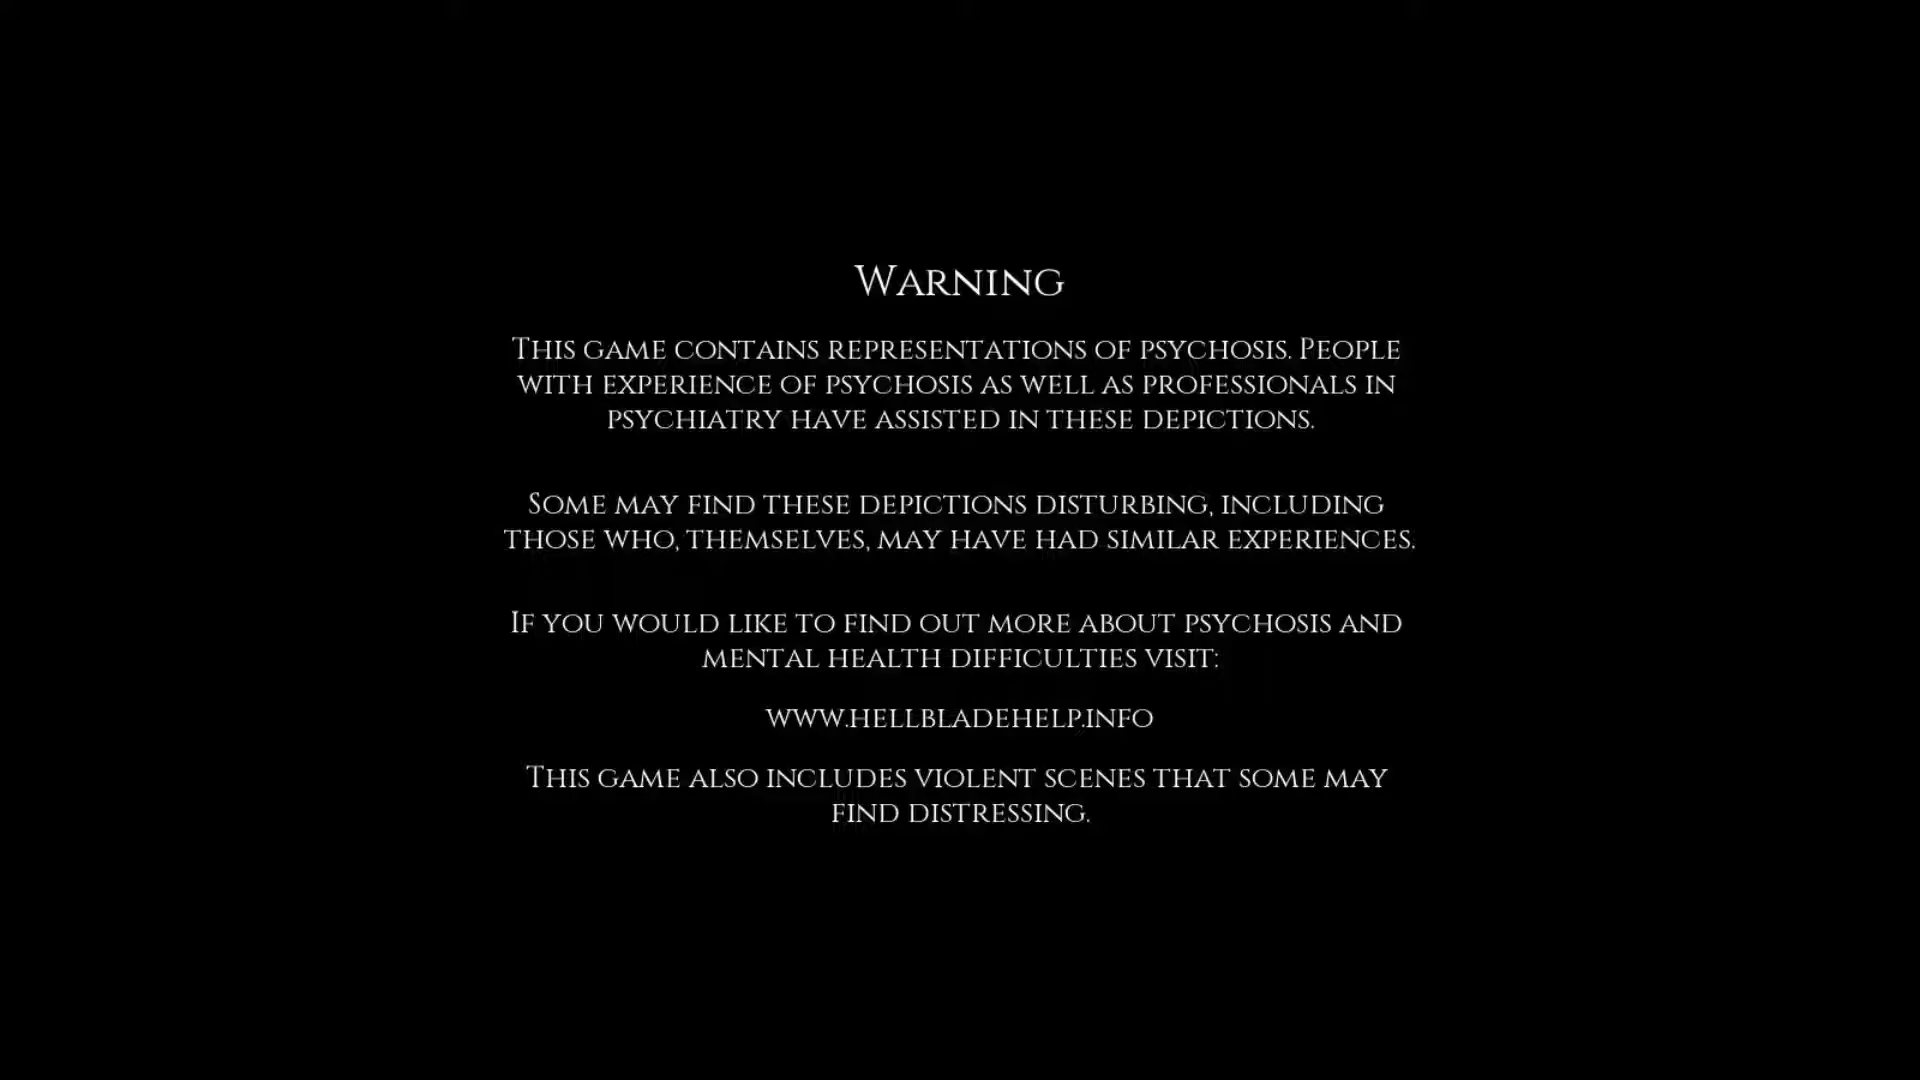 Warning
This game contains representations of psychosis. People
with experience of psychosis as well as professionals in
psychiatry have assisted in these depictions.
Some may find these depictions disturbing, including
those who, themselves, may have had similar experiences.
If you would like to find out more about psychosis and
mental health difficulties visit:
www.hellbladehelp.info
This game also includes violent scenes that some may
find distressing.